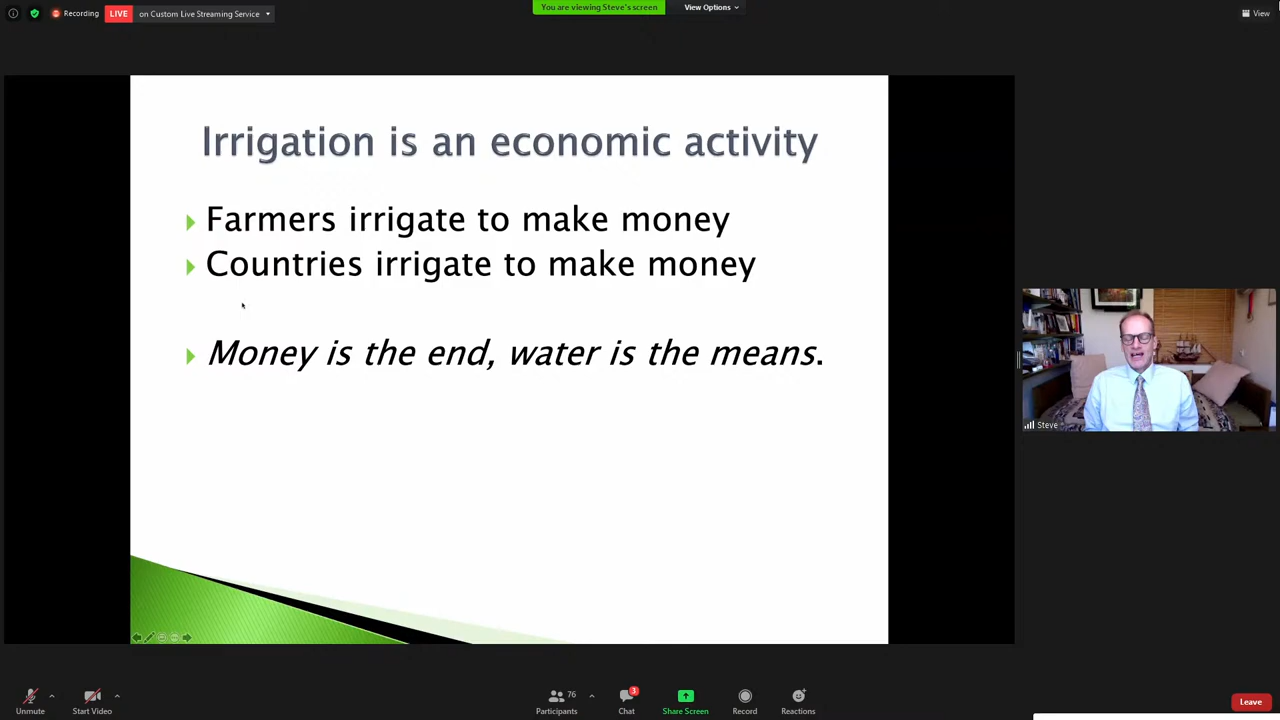 Recording
LIVE
on Custom Live Streaming Service
You are viewing Steve's screen
View Options
View
Irrigation is an economic activity
Farmers irrigate to make money
Countries irrigate to make money
Money is the end, water is the means.
Steve
Unmute
Start Video
76
Participants
3
Chat
Share Screen
Record
Reactions
Leave